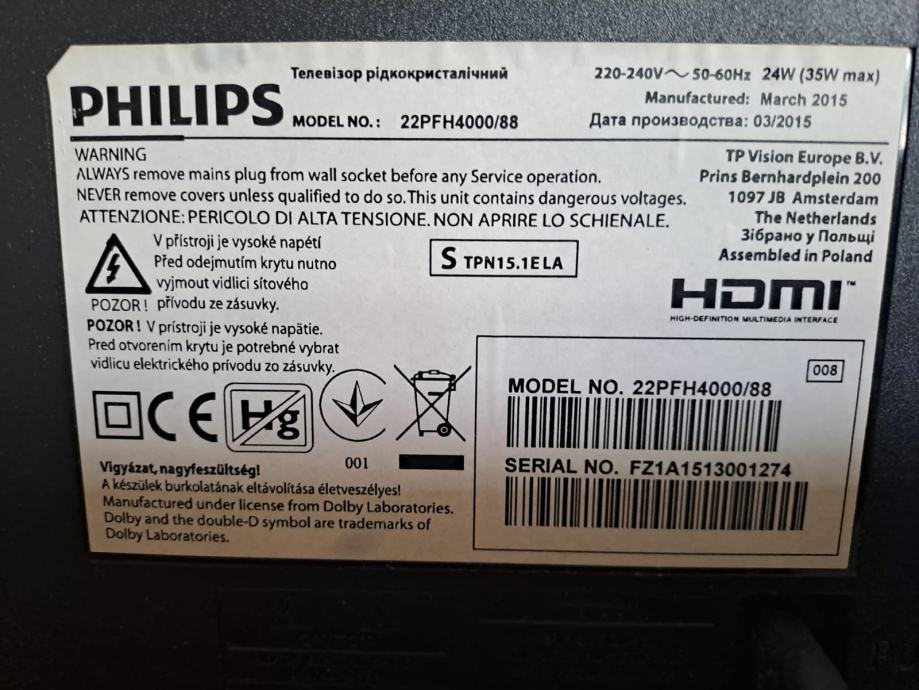 PHILIPS
Телевізор рідкокристалічний
MODEL NO.: 22PFH4000/88
220-240V~ 50-60Hz 24W (35W max)
Manufactured: March 2015
Дата производства: 03/2015
WARNING
ALWAYS remove mains plug from wall socket before any Service operation.
NEVER remove covers unless qualified to do so. This unit contains dangerous voltages.
ATTENZIONE: PERICOLO DI ALTA TENSIONE. NON APRIRE LO SCHIENALE.
TP Vision Europe B.V.
Prins Bernhardplein 200
1097 JB Amsterdam
The Netherlands
Зібрано у Польщі
Assembled in Poland
V přístroji je vysoké napětí
Před odejmutím krytu nutno
vyjmout vidlici síťového
POZOR! přívodu ze zásuvky.
S TPN15.1E LA
HDMI™
HIGH-DEFINITION MULTIMEDIA INTERFACE
POZOR! V prístroji je vysoké napätie.
Pred otvorením krytu je potrebné vybrat
vidlicu elektrického prívodu zo zásuvky.
CE
Hg
001
Vigyázat, nagyfeszültség!
A készülek burkolatának eltávolítása életveszélyes!
Manufactured under license from Dolby Laboratories.
Dolby and the double-D symbol are trademarks of
Dolby Laboratories.
008
MODEL NO. 22PFH4000/88
SERIAL NO. FZ1A1513001274